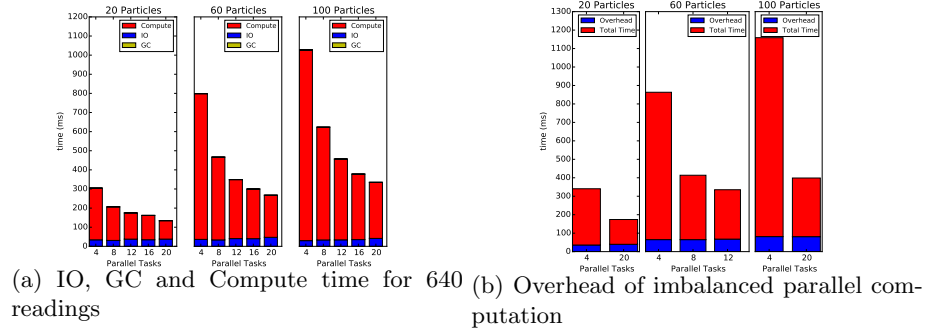 20 Particles
60 Particles
100 Particles
Compute
IO
GC
Compute
IO
GC
Compute
IO
GC
time (ms)
1200
1100
1000
900
800
700
600
500
400
300
200
100
0
4 8 12 16 20
4 8 12 16 20
4 8 12 16 20
Parallel Tasks
Parallel Tasks
Parallel Tasks
(a) IO, GC and Compute time for 640
readings
20 Particles
60 Particles
100 Particles
Overhead
Total Time
Overhead
Total Time
Overhead
Total Time
time (ms)
1300
1200
1100
1000
900
800
700
600
500
400
300
200
100
0
4 20
4 8 12
4 20
Parallel Tasks
Parallel Tasks
Parallel Tasks
(b) Overhead of imbalanced parallel com-
putation